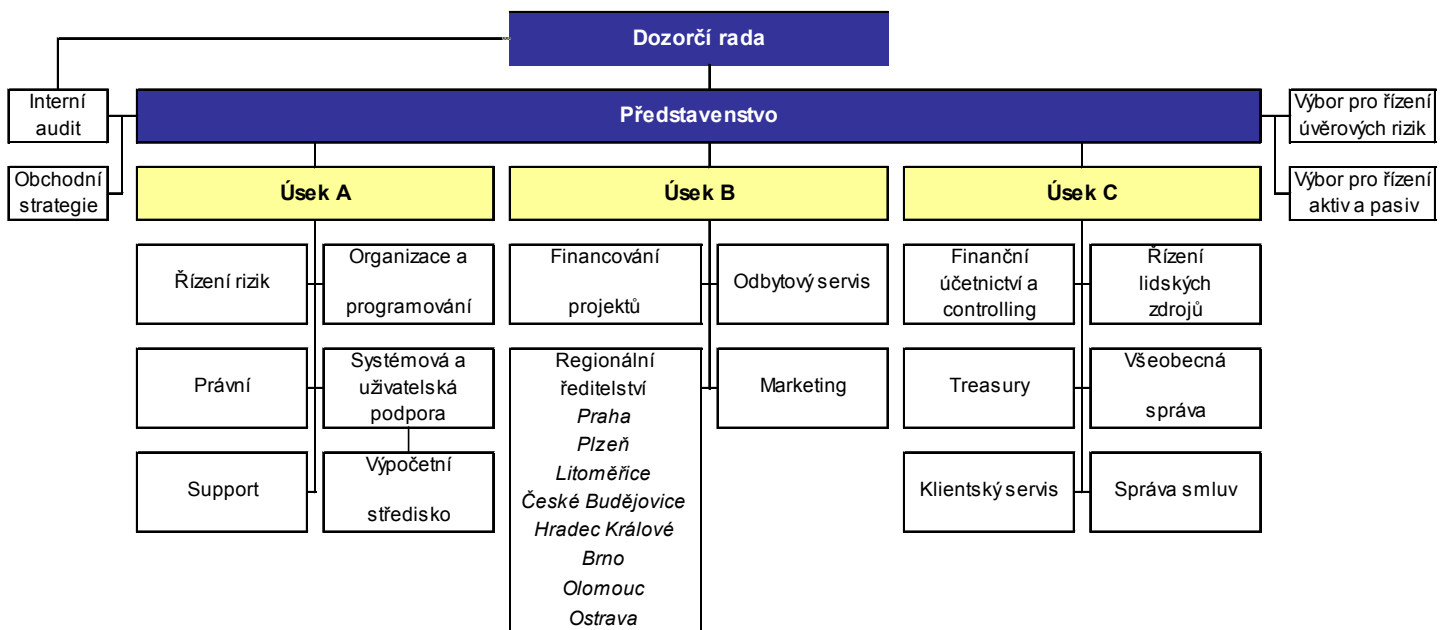 Dozorčí rada
Interní
audit
Představenstvo
Výbor pro řízení
úvěrových rizik
Obchodní
strategie
Úsek A
Úsek B
Úsek C
Výbor pro řízení
aktiv a pasiv
Řízení rizik
Organizace a
programování
Financování
projektů
Odbytový servis
Finanční
účetnictví a
controlling
Řízení
lidských
zdrojů
Právní
Systémová a
uživatelská
podpora
Regionální
ředitelství
Praha
Plzeň
Litoměřice
České Budějovice
Hradec Králové
Brno
Olomouc
Ostrava
Marketing
Treasury
Všeobecná
správa
Support
Výpočetní
středisko
Klientský servis
Správa smluv